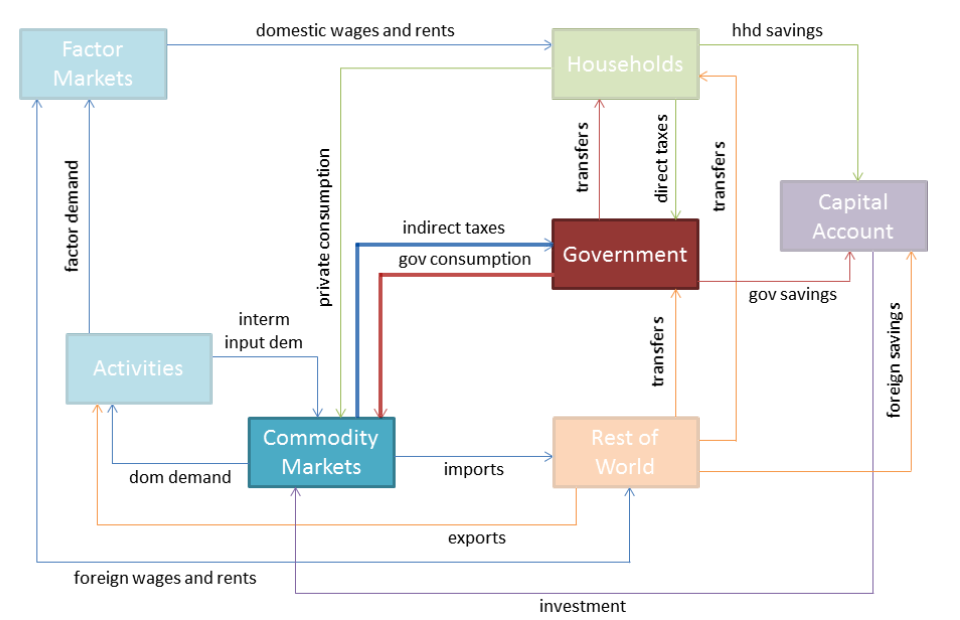 domestic wages and rents
hhd savings
Factor
Markets
Households
factor demand
private consumption
transfers
direct taxes
transfers
Capital
Account
indirect taxes
gov consumption
Government
gov savings
interm
input dem
transfers
foreign savings
Activities
Commodity
Markets
Rest of
World
dom demand
imports
exports
foreign wages and rents
investment